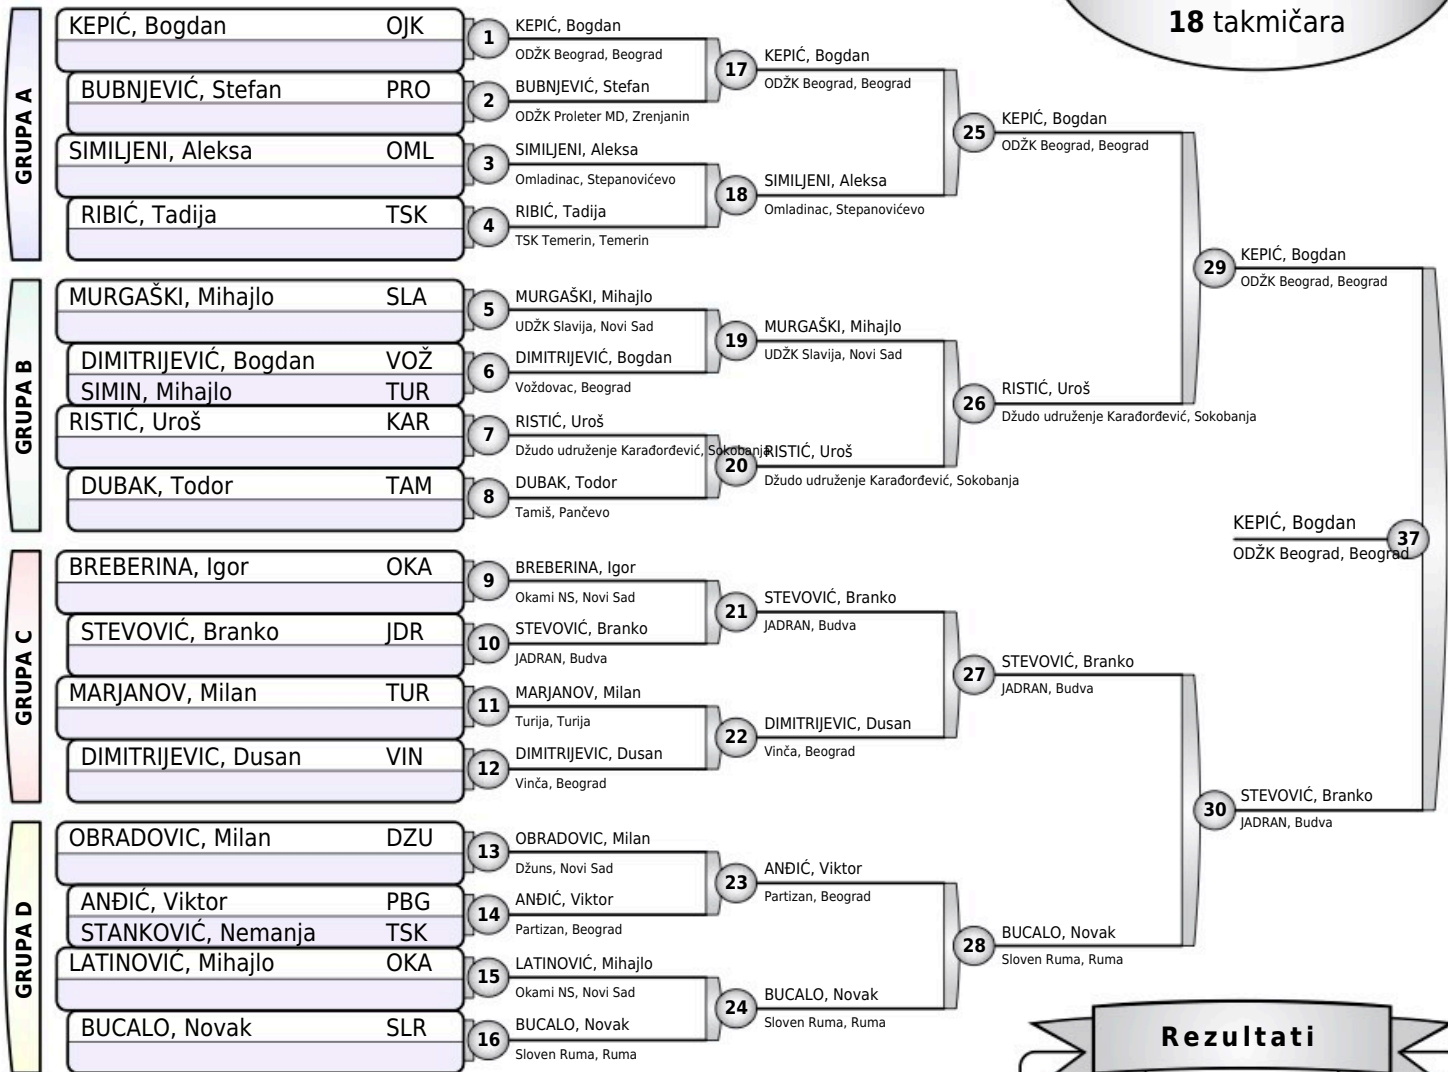 18 takmičara
GRUPA A
KEPIĆ, Bogdan OJK
BUBNJEVIĆ, Stefan PRO
SIMILJENI, Aleksa OML
RIBIĆ, Tadija TSK
GRUPA B
MURGAŠKI, Mihajlo SLA
DIMITRIJEVIĆ, Bogdan VOŽ
SIMIN, Mihajlo TUR
RISTIĆ, Uroš KAR
DUBAK, Todor TAM
GRUPA C
BREBERINA, Igor OKA
STEVOVIĆ, Branko JDR
MARJANOV, Milan TUR
DIMITRIJEVIC, Dusan VIN
GRUPA D
OBRADOVIC, Milan DZU
ANĐIĆ, Viktor PBG
STANKOVIĆ, Nemanja TSK
LATINOVIĆ, Mihajlo OKA
BUCALO, Novak SLR
1 KEPIĆ, Bogdan
ODŽK Beograd, Beograd
2 BUBNJEVIĆ, Stefan
ODŽK Proleter MD, Zrenjanin
3 SIMILJENI, Aleksa
Omladinac, Stepanovićevo
4 RIBIĆ, Tadija
TSK Temerin, Temerin
5 MURGAŠKI, Mihajlo
UDŽK Slavija, Novi Sad
6 DIMITRIJEVIĆ, Bogdan
Voždovac, Beograd
7 RISTIĆ, Uroš
Džudo udruženje Karađorđević, Sokobanja
8 DUBAK, Todor
Tamiš, Pančevo
9 BREBERINA, Igor
Okami NS, Novi Sad
10 STEVOVIĆ, Branko
JADRAN, Budva
11 MARJANOV, Milan
Turija, Turija
12 DIMITRIJEVIC, Dusan
Vinča, Beograd
13 OBRADOVIC, Milan
Džuns, Novi Sad
14 ANĐIĆ, Viktor
Partizan, Beograd
15 LATINOVIĆ, Mihajlo
Okami NS, Novi Sad
16 BUCALO, Novak
Sloven Ruma, Ruma
17 KEPIĆ, Bogdan
ODŽK Beograd, Beograd
18 SIMILJENI, Aleksa
Omladinac, Stepanovićevo
19 MURGAŠKI, Mihajlo
UDŽK Slavija, Novi Sad
20 RISTIĆ, Uroš
Džudo udruženje Karađorđević, Sokobanja
21 STEVOVIĆ, Branko
JADRAN, Budva
22 DIMITRIJEVIC, Dusan
Vinča, Beograd
23 ANĐIĆ, Viktor
Partizan, Beograd
24 BUCALO, Novak
Sloven Ruma, Ruma
25 KEPIĆ, Bogdan
ODŽK Beograd, Beograd
26 RISTIĆ, Uroš
Džudo udruženje Karađorđević, Sokobanja
27 STEVOVIĆ, Branko
JADRAN, Budva
28 BUCALO, Novak
Sloven Ruma, Ruma
29 KEPIĆ, Bogdan
ODŽK Beograd, Beograd
30 STEVOVIĆ, Branko
JADRAN, Budva
KEPIĆ, Bogdan 37
ODŽK Beograd, Beograd
Rezultati